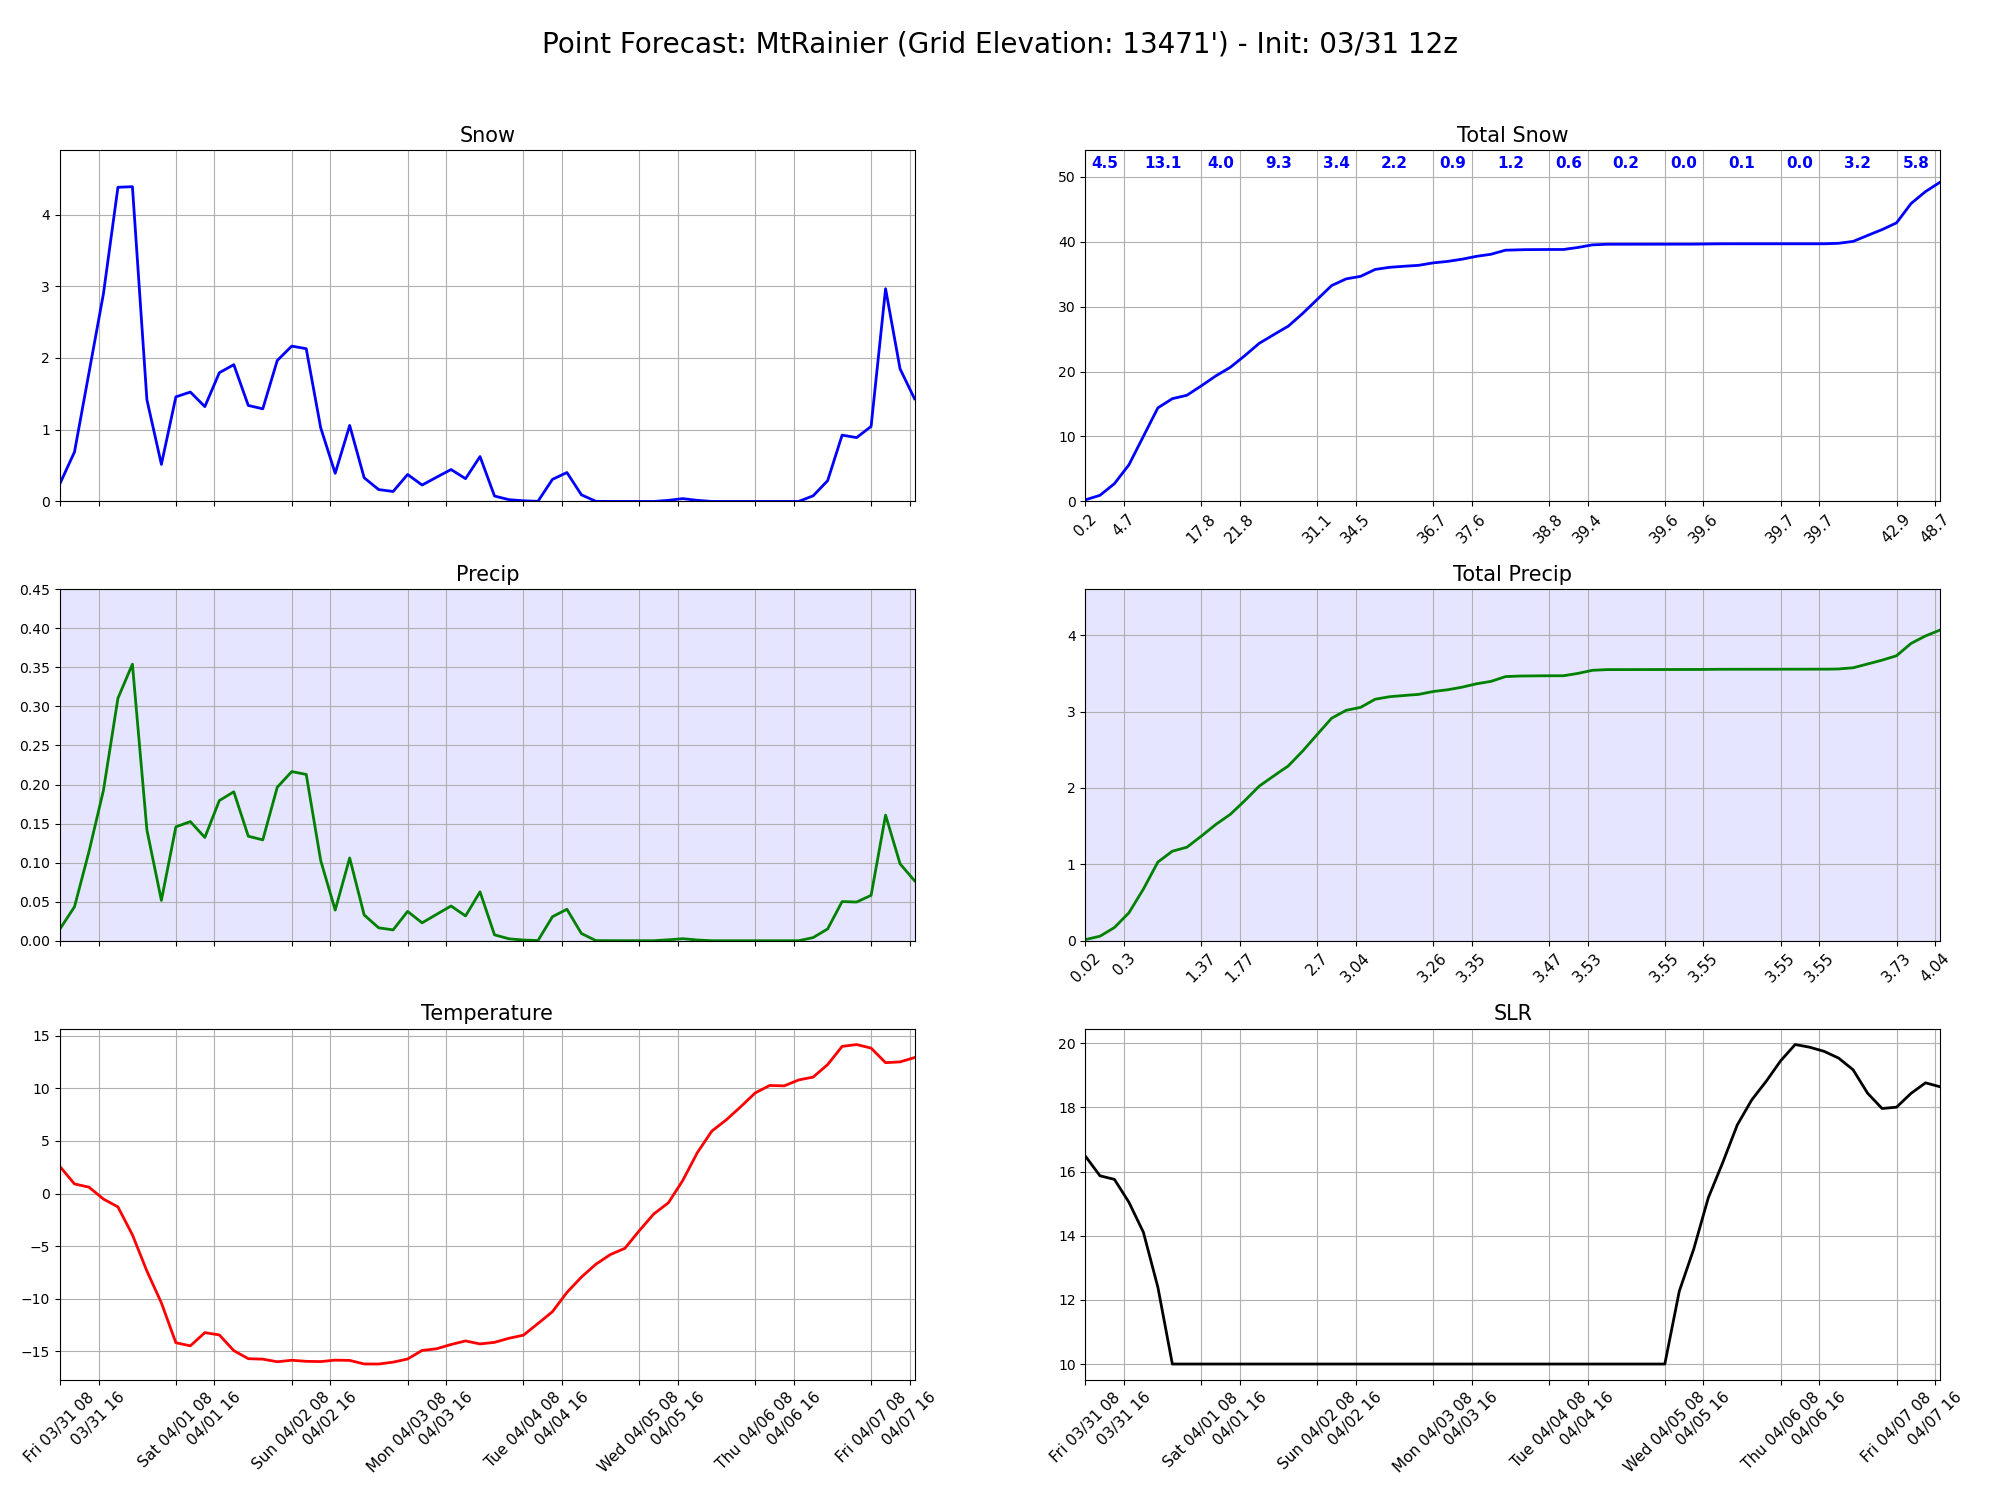 Point Forecast: MtRainier (Grid Elevation: 13471') - Init: 03/31 12z
Snow
4
3
2
1
0
Total Snow
4.5 13.1 4.0 9.3 3.4 2.2 0.9 1.2 0.6 0.2 0.0 0.1 0.0 3.2 5.8
50
40
30
20
10
0
0.2 4.7 17.8 21.8 31.1 34.5 36.7 37.6 38.8 39.4 39.6 39.6 39.7 39.7 42.9 48.7
Precip
0.45
0.40
0.35
0.30
0.25
0.20
0.15
0.10
0.05
0.00
Total Precip
4
3
2
1
0
0.02 0.3 1.37 1.77 2.7 3.04 3.26 3.35 3.47 3.53 3.55 3.55 3.55 3.55 3.73 4.04
Temperature
15
10
5
0
−5
−10
−15
Fri 03/31 08
03/31 16
Sat 04/01 08
04/01 16
Sun 04/02 08
04/02 16
Mon 04/03 08
04/03 16
Tue 04/04 08
04/04 16
Wed 04/05 08
04/05 16
Thu 04/06 08
04/06 16
Fri 04/07 08
04/07 16
SLR
20
18
16
14
12
10
Fri 03/31 08
03/31 16
Sat 04/01 08
04/01 16
Sun 04/02 08
04/02 16
Mon 04/03 08
04/03 16
Tue 04/04 08
04/04 16
Wed 04/05 08
04/05 16
Thu 04/06 08
04/06 16
Fri 04/07 08
04/07 16